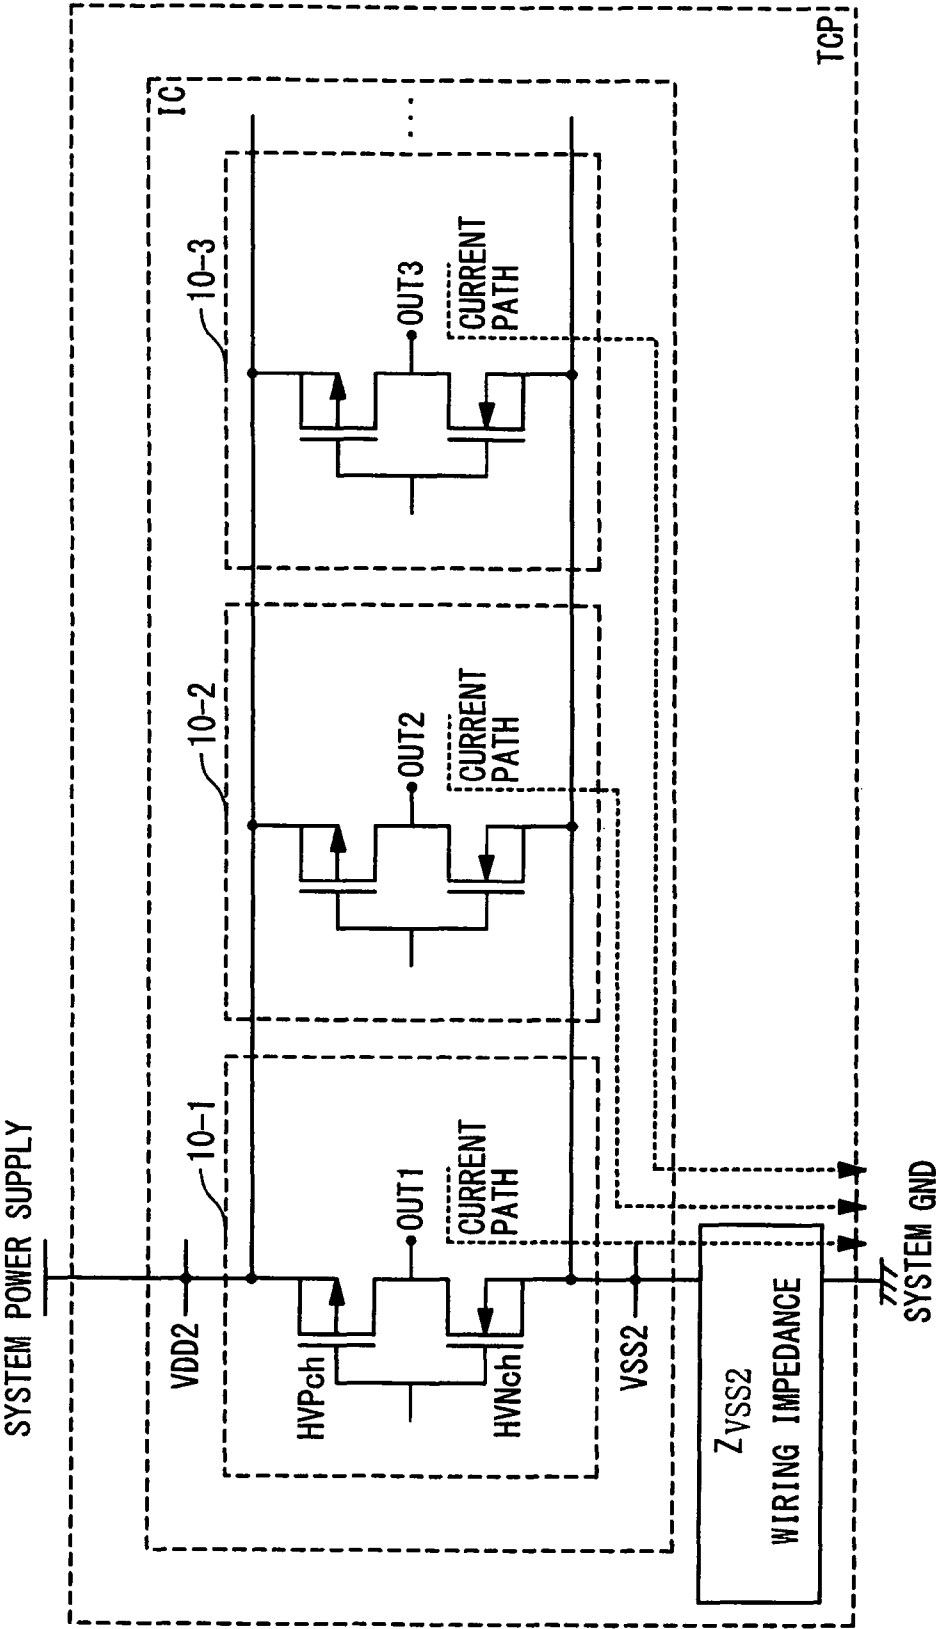 TCP
IC
SYSTEM POWER SUPPLY
VDD2
10-1
10-2
10-3
HVPch
HVNch
OUT1
CURRENT
PATH
OUT2
CURRENT
PATH
OUT3
CURRENT
PATH
...
VSS2
ZVSS2
WIRING IMPEDANCE
SYSTEM GND